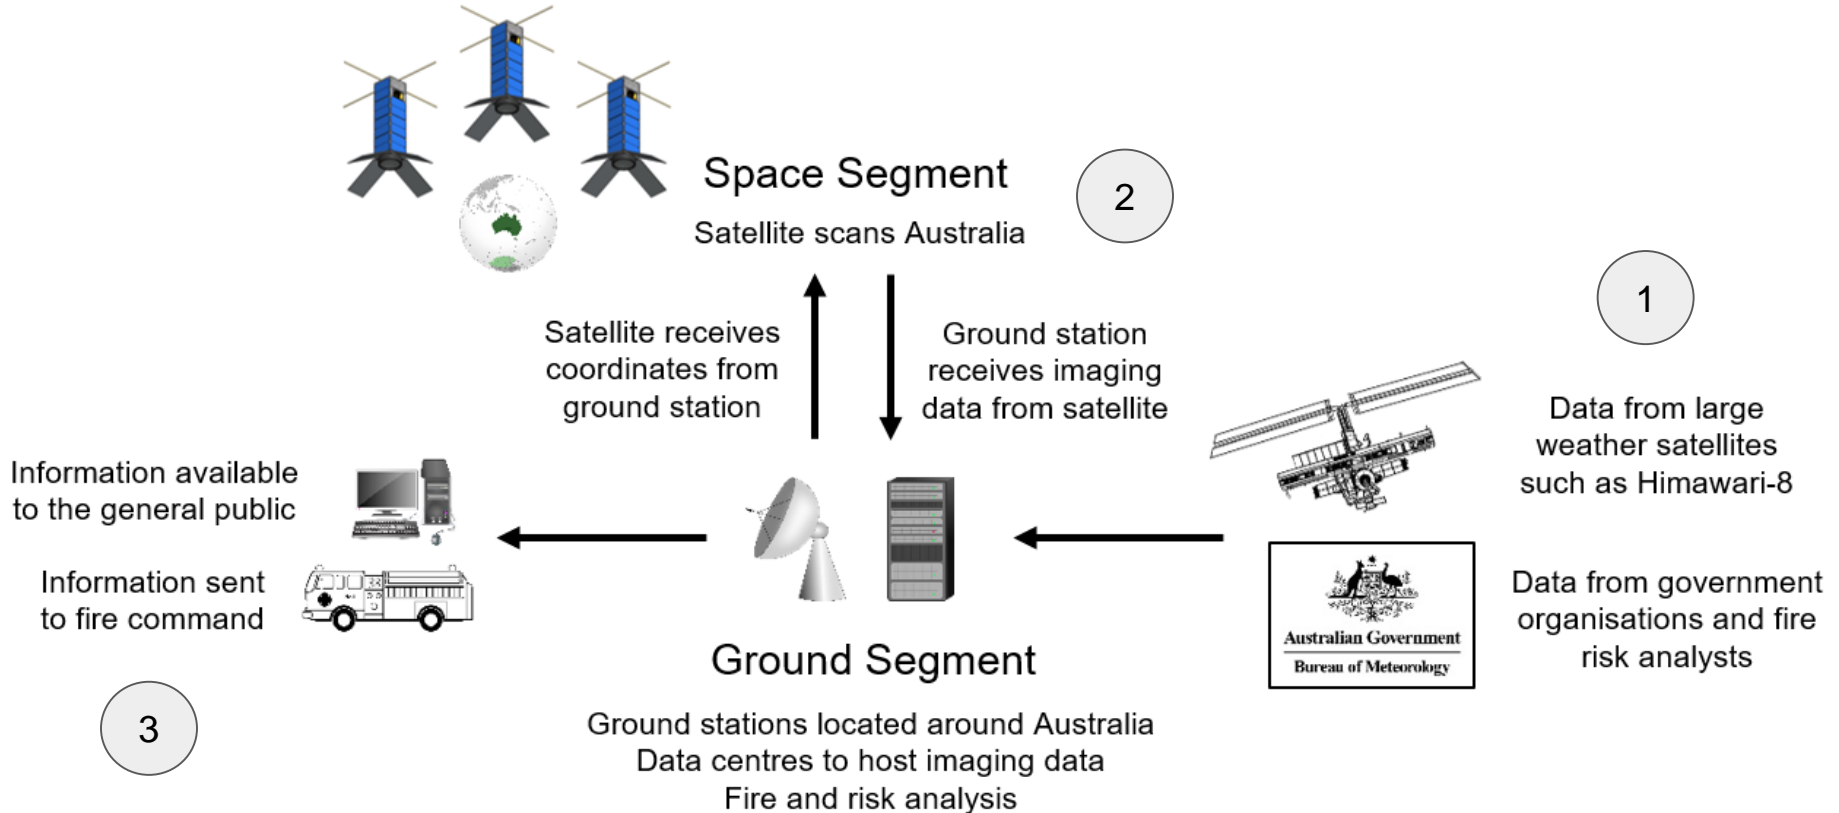 Space Segment
Satellite scans Australia
2
1
Satellite receives
coordinates from
ground station
Ground station
receives imaging
data from satellite
Data from large
weather satellites
such as Himawari-8
Information available
to the general public
Information sent
to fire command
Australian Government
Bureau of Meteorology
Data from government
organisations and fire
risk analysts
Ground Segment
3
Ground stations located around Australia
Data centres to host imaging data
Fire and risk analysis